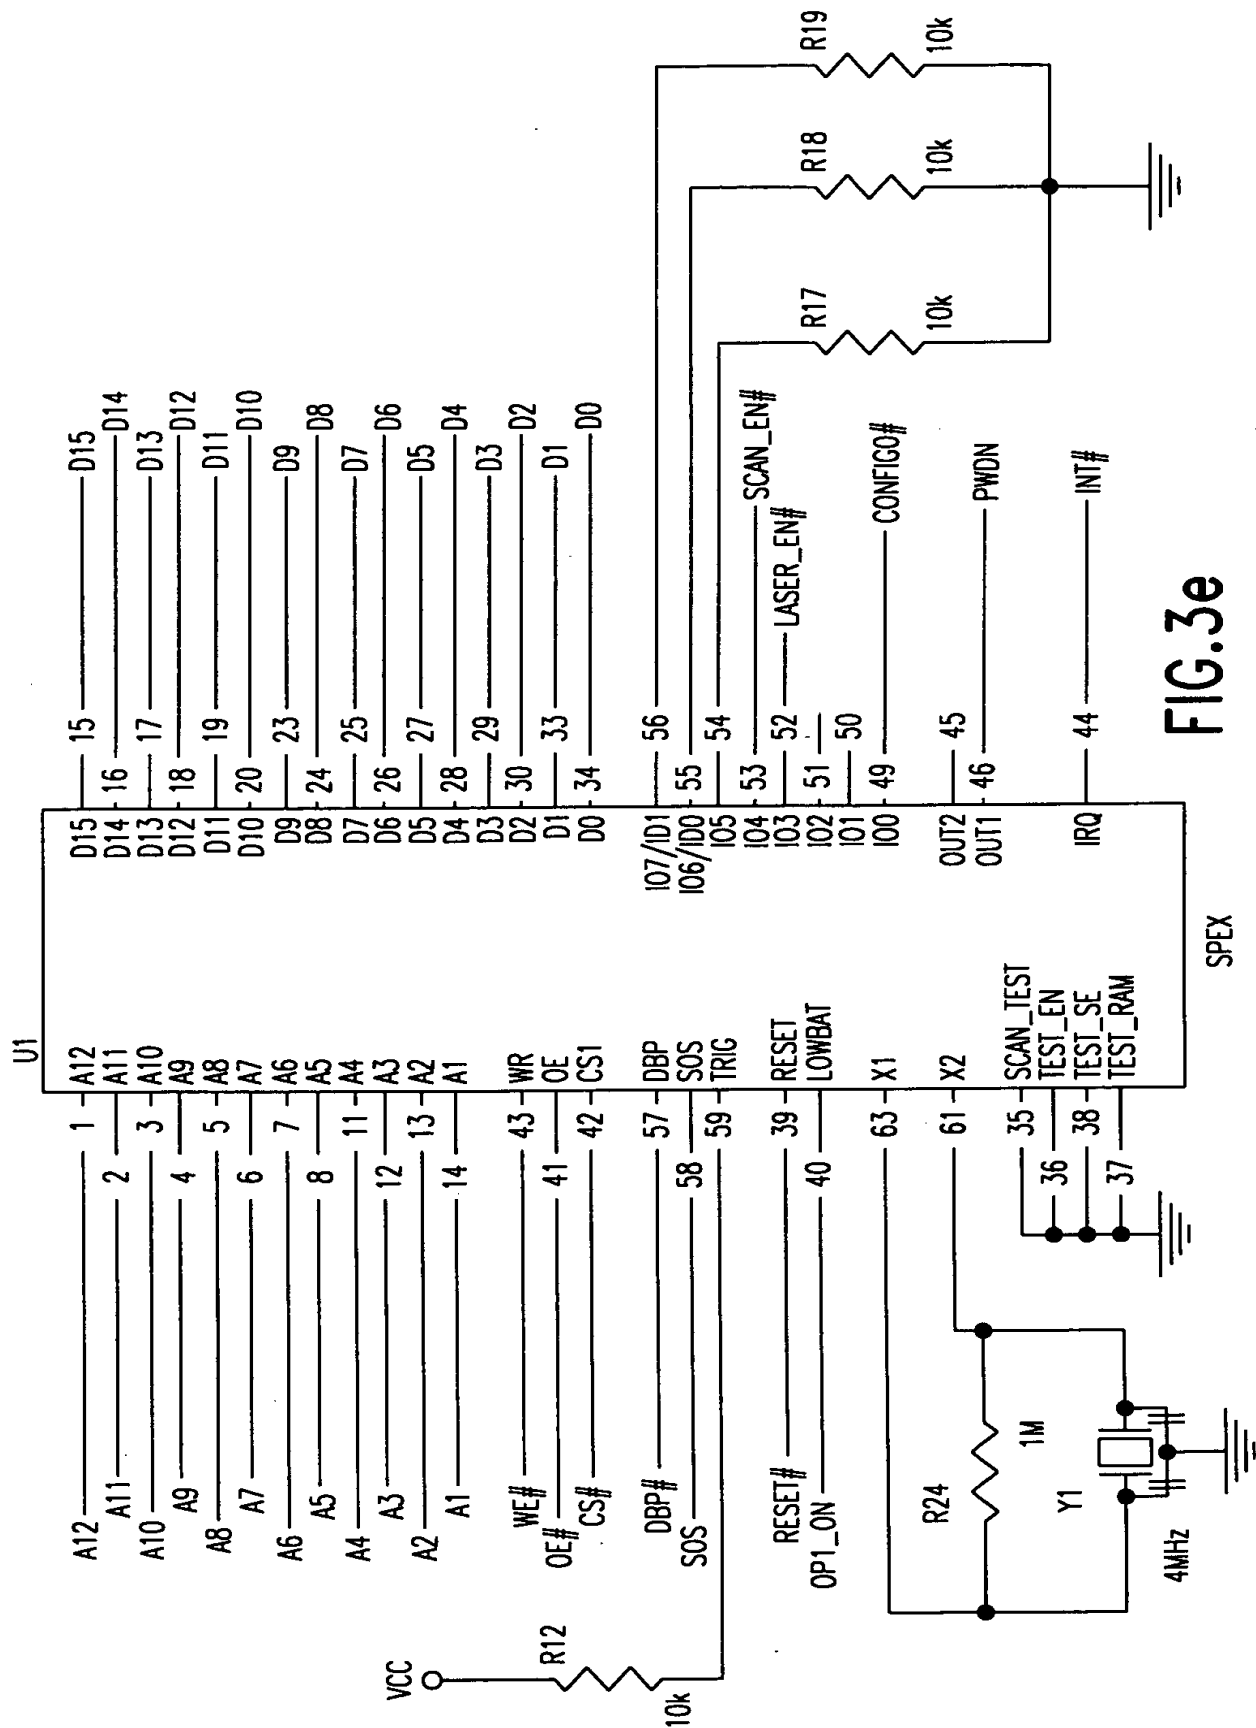 U1
A12 1 A12 D15 15 D15
A11 2 A11 D14 16 D14
A10 3 A10 D13 17 D13
A9 4 A9 D12 18 D12
A8 5 A8 D11 19 D11
A7 6 A7 D10 20 D10
A6 7 A6 D9 23 D9
A5 8 A5 D8 24 D8
A4 11 A4 D7 25 D7
A3 12 A3 D6 26 D6
A2 13 A2 D5 27 D5
A1 14 A1 D4 28 D4
D3 29 D3
WE# 43 WR D2 30 D2
OE# 41 OE D1 33 D1
CS# 42 CS1 D0 34 D0
DBP# 57 DBP IO7/ID1 56
SOS 58 SOS IO6/ID0 55
59 TRIG IO5 54
VCC
R12
10k
IO4 53 SCAN_EN#
RESET# 39 RESET IO3 52 LASER_EN#
OP1_ON 40 LOWBAT IO2 51
IO1 50
63 X1 IO0 49 CONFIG0#
61 X2 OUT2 45
OUT1 46 PWDN
35 SCAN_TEST
36 TEST_EN
38 TEST_SE IRQ 44 INT#
37 TEST_RAM
R17
10k
R18
10k
R19
10k
R24
1M
Y1
4MHz
SPEX
FIG.3e